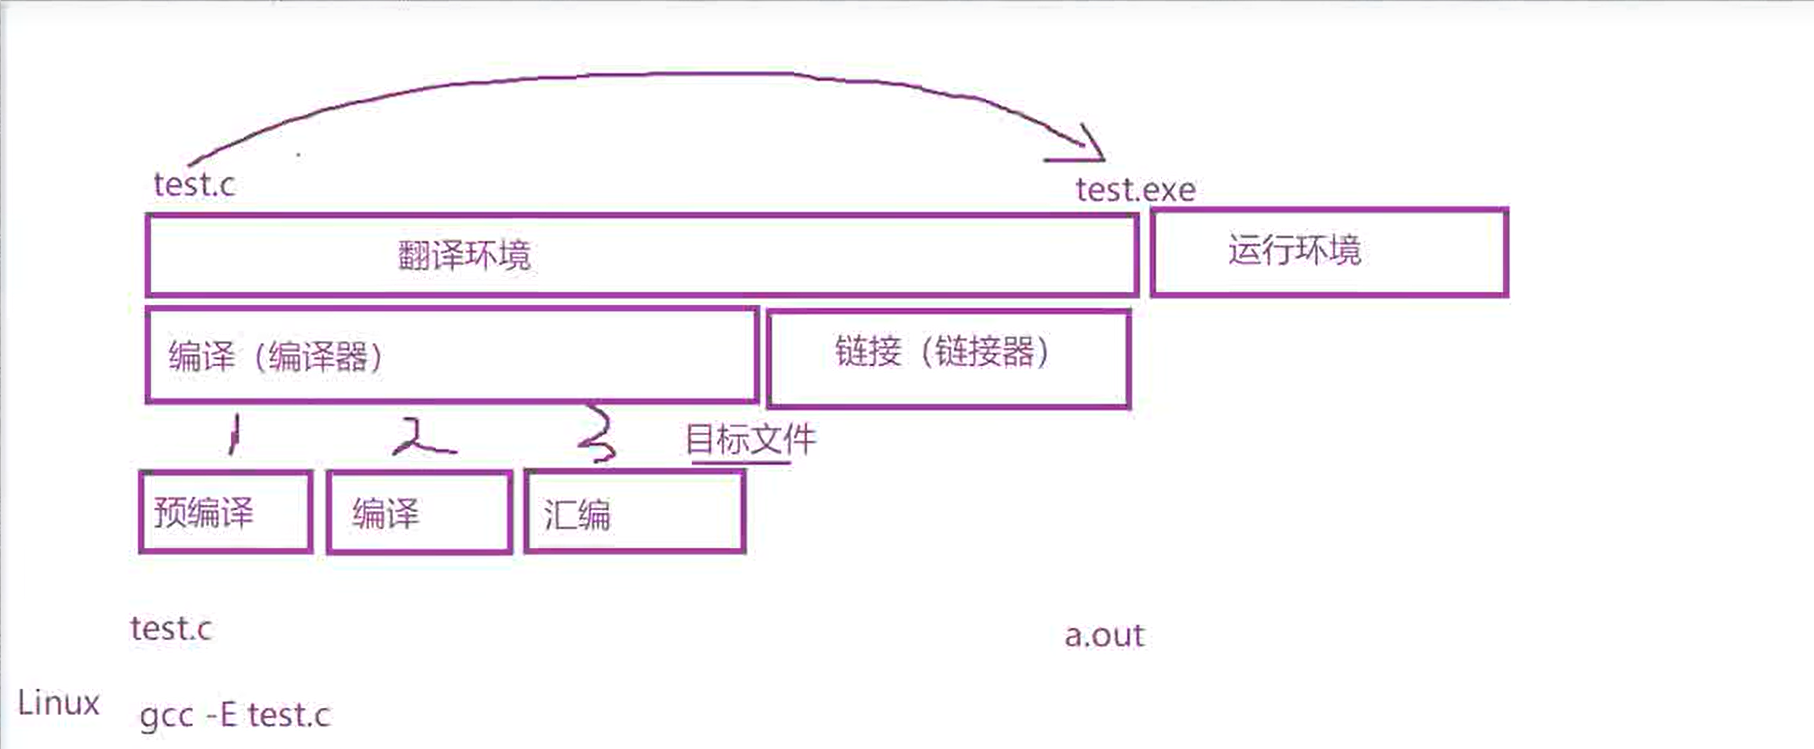 test.c
test.exe
翻译环境
运行环境
编译（编译器）
链接（链接器）
1 2 3
目标文件
预编译
编译
汇编
test.c
a.out
Linux
gcc -E test.c